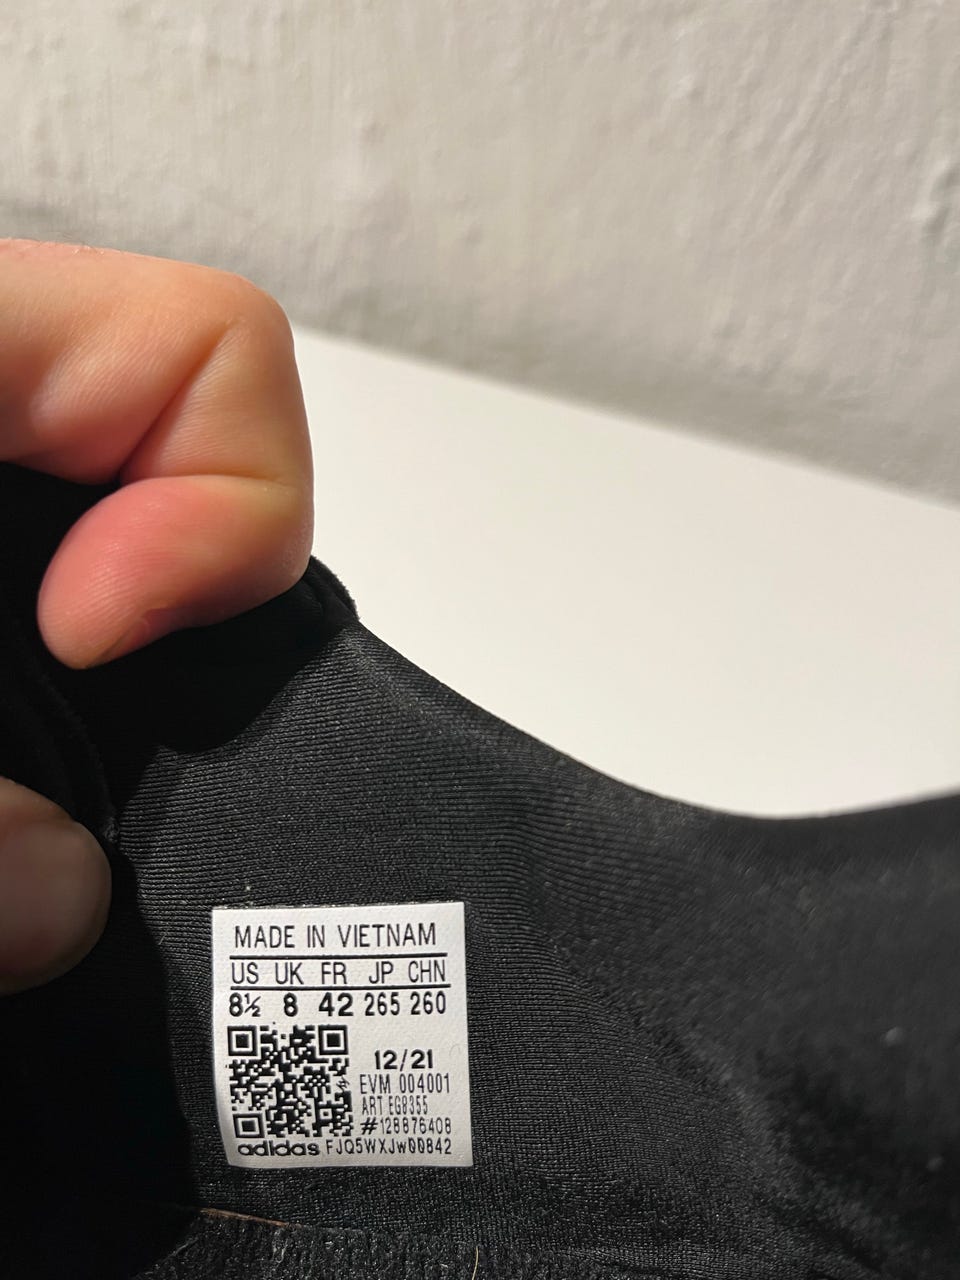 MADE IN VIETNAM
US UK FR JP CHN
8½ 8 42 265 260
12/21
EVM 004001
ART EG8355
#128876408
adidas FJQ5WXJw00842